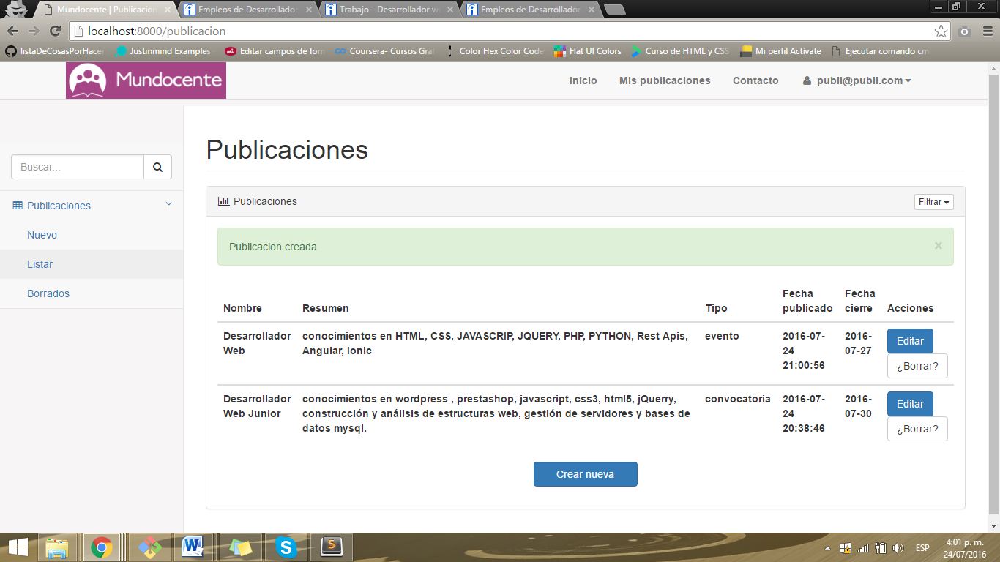 Mundocente | Publicacion
Empleos de Desarrollador
Trabajo - Desarrollador w
Empleos de Desarrollador
localhost:8000/publicacion
listaDeCosasPorHacer
Justinmind Examples
Editar campos de for
Coursera- Cursos Gra
Color Hex Color Code
Flat UI Colors
Curso de HTML y CSS
Mi perfil Actívate
Ejecutar comando cm
Mundocente
Inicio
Mis publicaciones
Contacto
publi@publi.com
Buscar...
Publicaciones
Nuevo
Listar
Borrados
Publicaciones
Publicaciones
Filtrar
Publicacion creada
×
Nombre
Resumen
Tipo
Fecha
publicado
Fecha
cierre
Acciones
Desarrollador
Web
conocimientos en HTML, CSS, JAVASCRIP, JQUERY, PHP, PYTHON, Rest Apis,
Angular, Ionic
evento
2016-07-
24
21:00:56
2016-
07-27
Editar
¿Borrar?
Desarrollador
Web Junior
conocimientos en wordpress , prestashop, javascript, css3, html5, jQuerry,
construcción y análisis de estructuras web, gestión de servidores y bases de
datos mysql.
convocatoria
2016-07-
24
20:38:46
2016-
07-30
Editar
¿Borrar?
Crear nueva
ESP
4:01 p. m.
24/07/2016